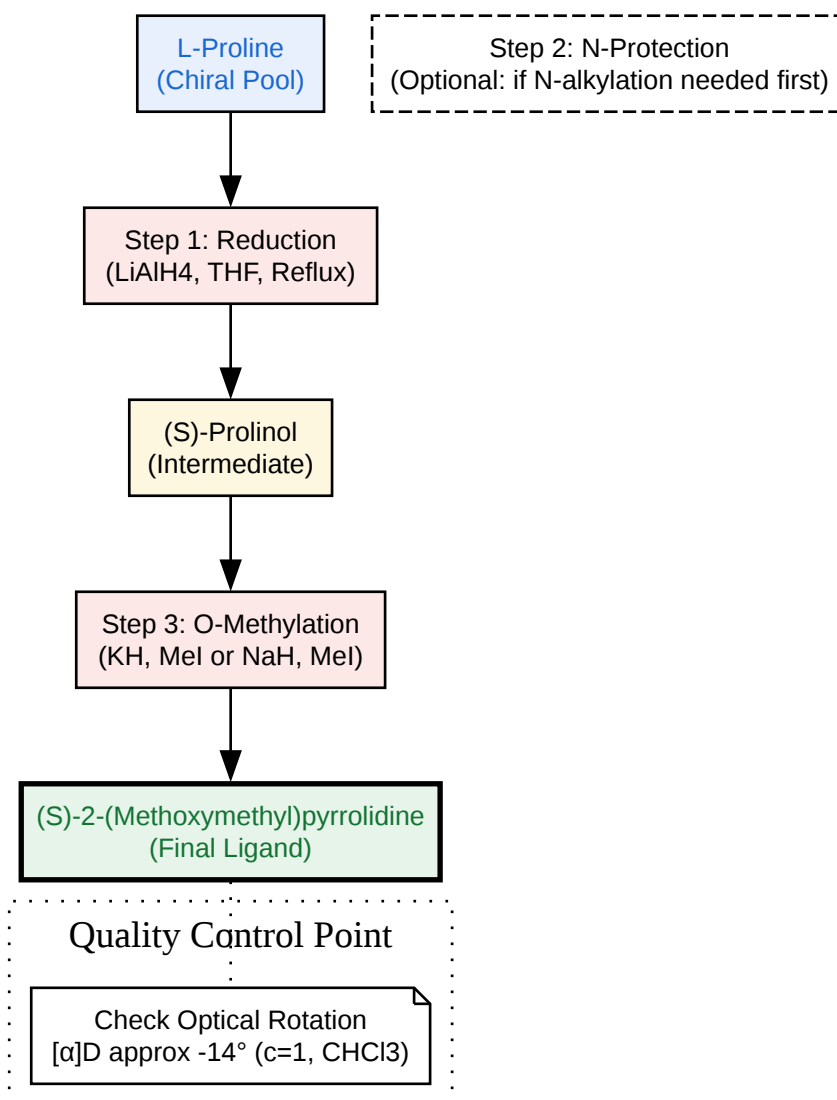 L-Proline
(Chiral Pool)
Step 2: N-Protection
(Optional: if N-alkylation needed first)
Step 1: Reduction
(LiAlH4, THF, Reflux)
(S)-Prolinol
(Intermediate)
Step 3: O-Methylation
(KH, MeI or NaH, MeI)
(S)-2-(Methoxymethyl)pyrrolidine
(Final Ligand)
Quality Control Point
Check Optical Rotation
[α]D approx -14° (c=1, CHCl3)